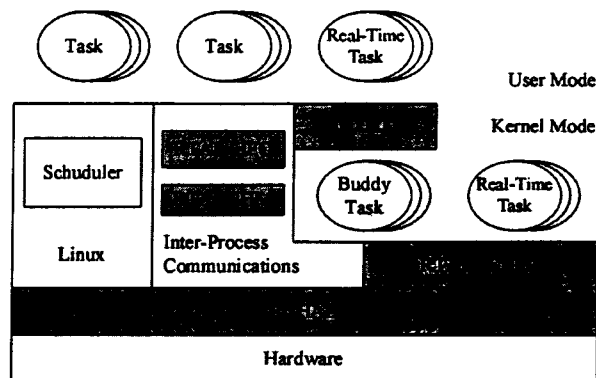 Task
Task
Real-Time
Task
User Mode
Kernel Mode
Schuduler
Buddy
Task
Real-Time
Task
Linux
Inter-Process
Communications
Hardware